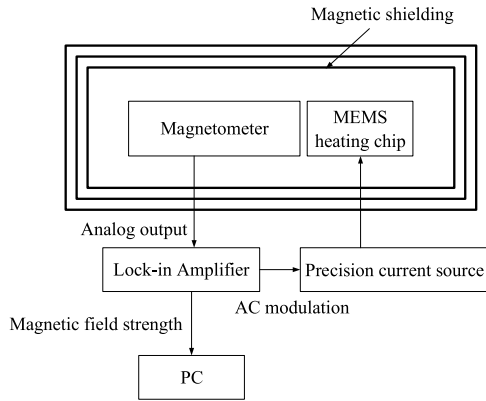 Magnetic shielding
Magnetometer
MEMS
heating chip
Analog output
Lock-in Amplifier
Precision current source
AC modulation
Magnetic field strength
PC